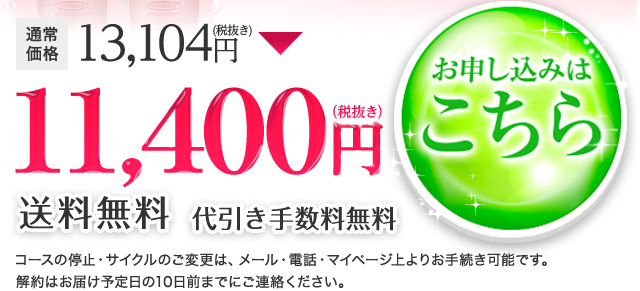 通常
価格
13,104円(税抜き)
11,400円(税抜き)
送料無料 代引き手数料無料
お申し込みは
こちら
コースの停止・サイクルのご変更は、メール・電話・マイページ上よりお手続き可能です。
解約はお届け予定日の10日前までにご連絡ください。